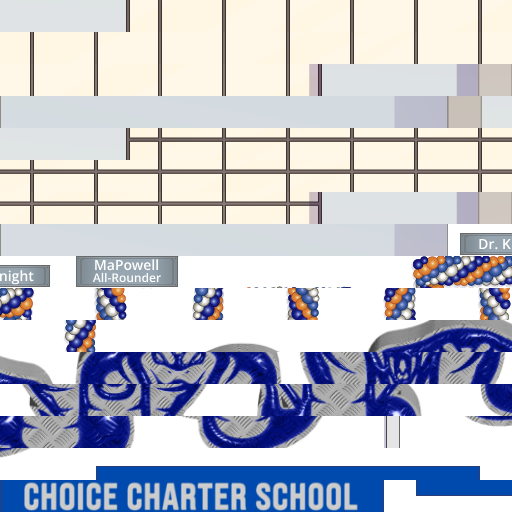 Dr. K
night
MaPowell
All-Rounder
CHOICE CHARTER SCHOOL